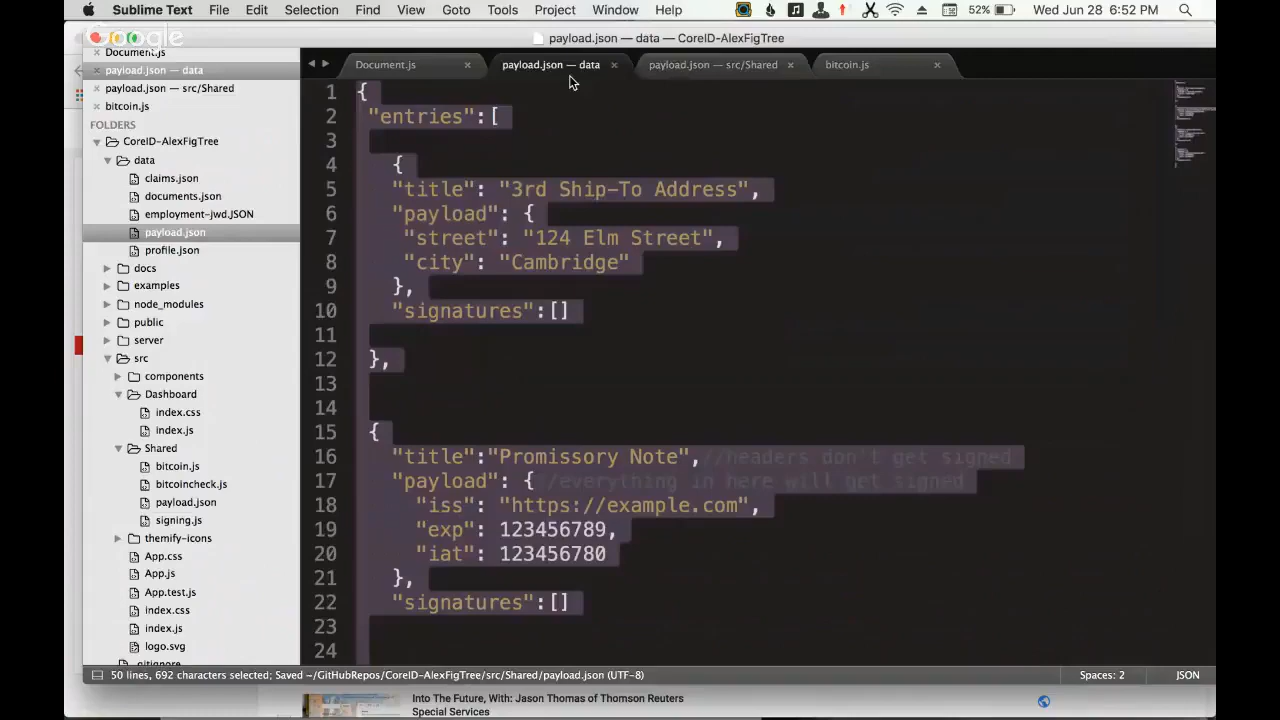 Sublime Text File Edit Selection Find View Goto Tools Project Window Help 52% Wed Jun 28 6:52 PM
Google
payload.json — data — CoreID-AlexFigTree
Document.js
payload.json — data
payload.json — src/Shared
bitcoin.js
FOLDERS
CoreID-AlexFigTree
data
claims.json
documents.json
employment-jwd.JSON
payload.json
profile.json
docs
examples
node_modules
public
server
src
components
Dashboard
index.css
index.js
Shared
bitcoin.js
bitcoincheck.js
payload.json
signing.js
themify-icons
App.css
App.js
App.test.js
index.css
index.js
logo.svg
.gitignore
Document.js payload.json — data payload.json — src/Shared bitcoin.js
1 {
2 "entries":[
3
4 {
5 "title": "3rd Ship-To Address",
6 "payload": {
7 "street": "124 Elm Street",
8 "city": "Cambridge"
9 },
10 "signatures":[]
11
12 },
13
14
15 {
16 "title":"Promissory Note",//headers don't get signed
17 "payload": {//everything in here will get signed
18 "iss": "https://example.com",
19 "exp": 123456789,
20 "iat": 123456780
21 },
22 "signatures":[]
23
24
50 lines, 692 characters selected; Saved ~/GitHubRepos/CoreID-AlexFigTree/src/Shared/payload.json (UTF-8) Spaces: 2 JSON
Into The Future, With: Jason Thomas of Thomson Reuters
Special Services